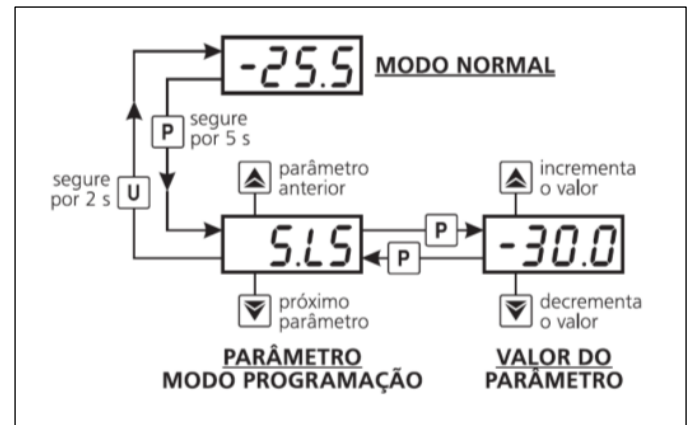 -25.5 MODO NORMAL
P segure
por 5 s
segure
por 2 s U
parâmetro
anterior
incrementa
o valor
S.LS P P -30.0
próximo
parâmetro
decrementa
o valor
PARÂMETRO
MODO PROGRAMAÇÃO
VALOR DO
PARÂMETRO